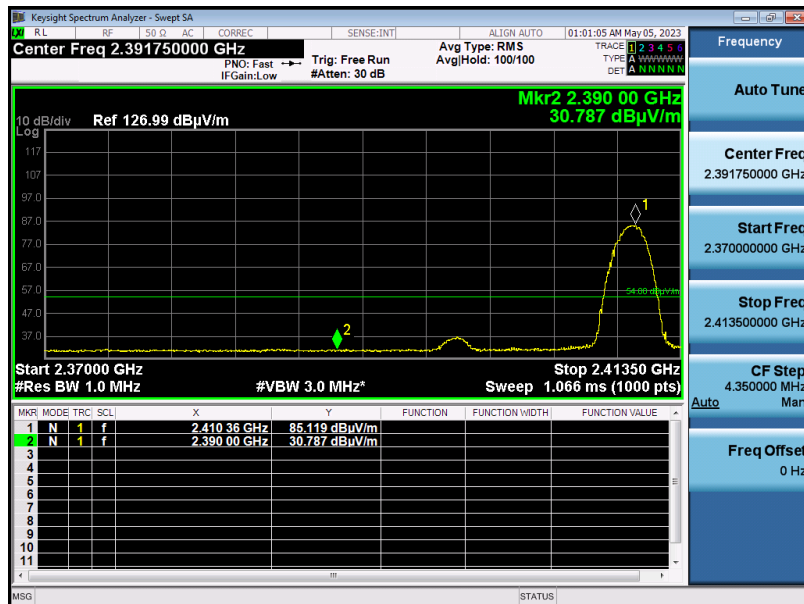 Keysight Spectrum Analyzer - Swept SA
LXI RL RF 50 Ω AC CORREC SENSE:INT ALIGN AUTO 01:01:05 AM May 05, 2023
Center Freq 2.391750000 GHz
PNO: Fast
IFGain:Low
Trig: Free Run
#Atten: 30 dB
Avg Type: RMS
Avg|Hold: 100/100
TRACE 1 2 3 4 5 6
TYPE A WWWWW
DET A N N N N N
Mkr2 2.390 00 GHz
30.787 dBµV/m
10 dB/div Ref 126.99 dBµV/m
Log
117
107
97.0
87.0
77.0
67.0
57.0
47.0
37.0
1
54.00 dBµV/m
2
Start 2.37000 GHz Stop 2.41350 GHz
#Res BW 1.0 MHz #VBW 3.0 MHz* Sweep 1.066 ms (1000 pts)
MKR MODE TRC SCL X Y FUNCTION FUNCTION WIDTH FUNCTION VALUE
1 N 1 f 2.410 36 GHz 85.119 dBµV/m
2 N 1 f 2.390 00 GHz 30.787 dBµV/m
3
4
5
6
7
8
9
10
11
MSG STATUS
Frequency
Auto Tune
Center Freq
2.391750000 GHz
Start Freq
2.370000000 GHz
Stop Freq
2.413500000 GHz
CF Step
4.350000 MHz
Auto Man
Freq Offset
0 Hz